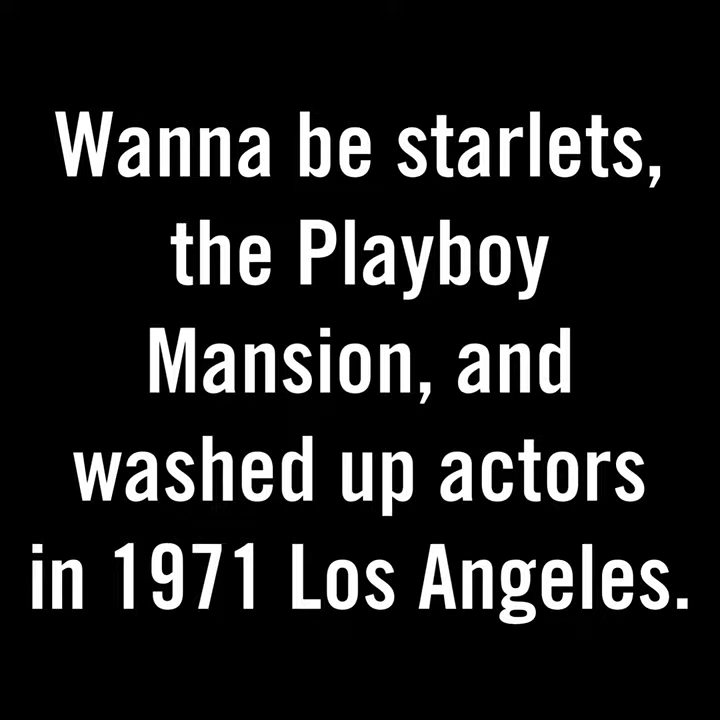 Wanna be starlets,
the Playboy
Mansion, and
washed up actors
in 1971 Los Angeles.